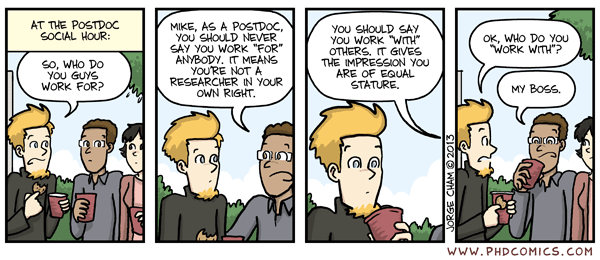 AT THE POSTDOC
SOCIAL HOUR:
SO, WHO DO
YOU GUYS
WORK FOR?
MIKE, AS A POSTDOC,
YOU SHOULD NEVER
SAY YOU WORK "FOR"
ANYBODY. IT MEANS
YOU'RE NOT A
RESEARCHER IN YOUR
OWN RIGHT.
YOU SHOULD SAY
YOU WORK "WITH"
OTHERS. IT GIVES
THE IMPRESSION YOU
ARE OF EQUAL
STATURE.
OK, WHO DO YOU
"WORK WITH"?
MY BOSS.
JORGE CHAM © 2013
WWW.PHDCOMICS.COM